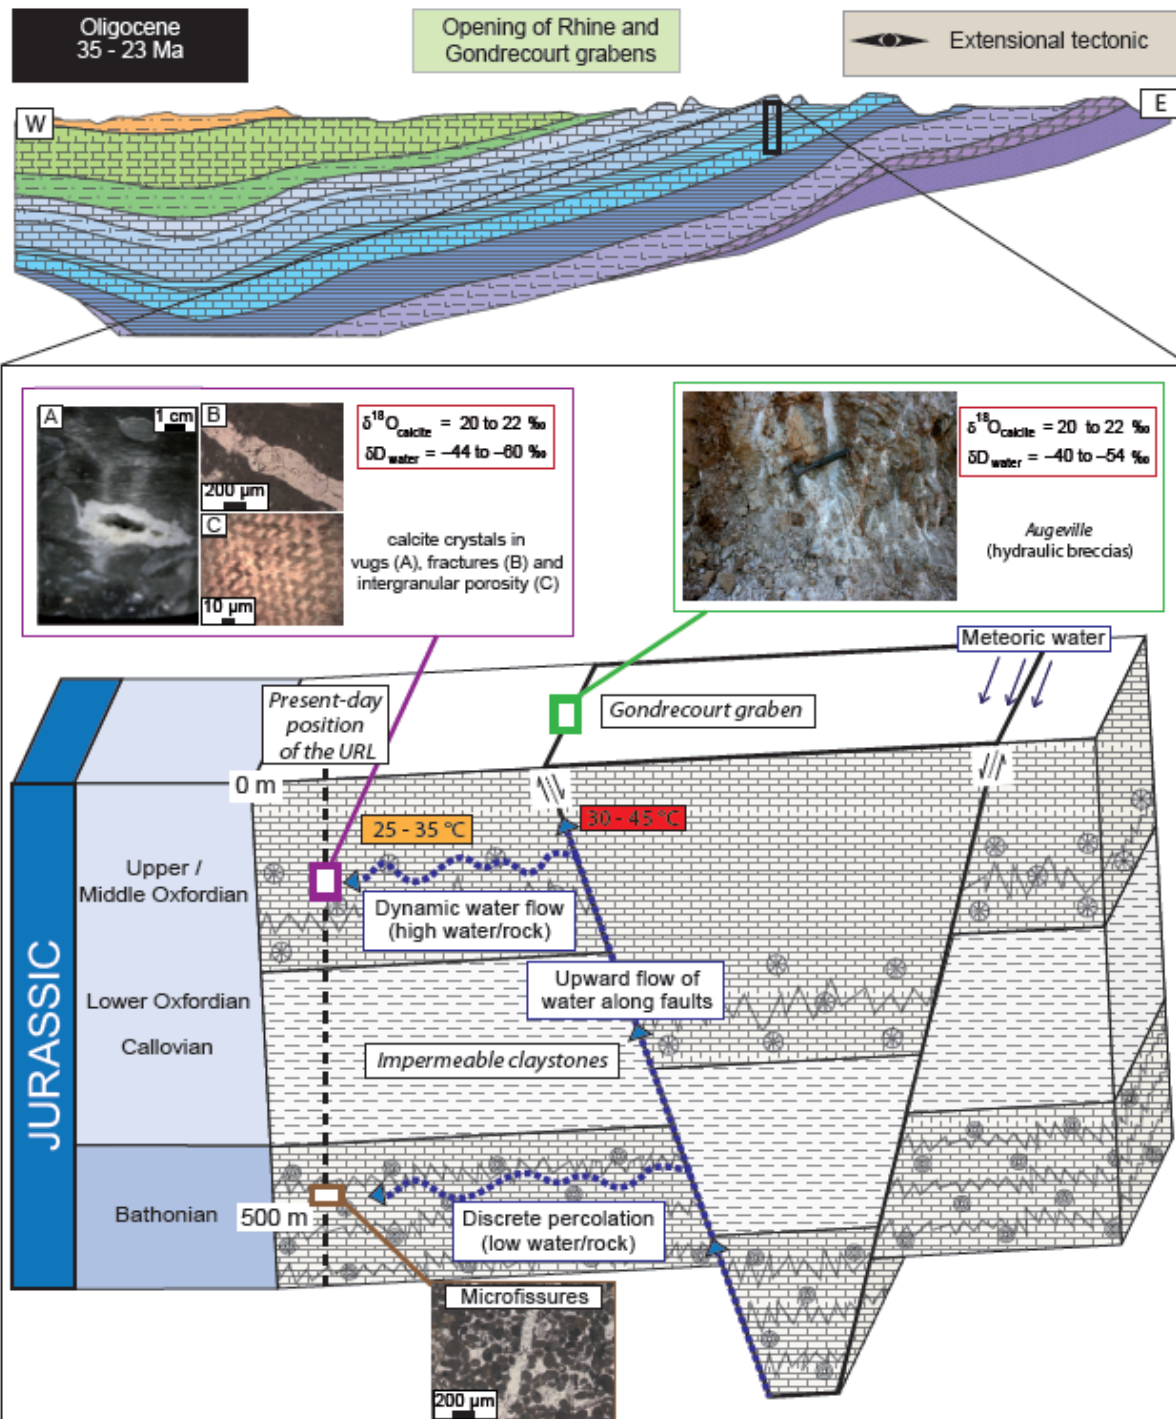 Oligocene
35 - 23 Ma
Opening of Rhine and
Gondrecourt grabens
Extensional tectonic
W
E
A
1 cm
B
200 µm
C
10 µm
δ18Ocalcite = 20 to 22 ‰
δDwater = –44 to –60 ‰
calcite crystals in
vugs (A), fractures (B) and
intergranular porosity (C)
δ18Ocalcite = 20 to 22 ‰
δDwater = –40 to –54 ‰
Augeville
(hydraulic breccias)
Meteoric water
Present-day
position
of the URL
Gondrecourt graben
0 m
25 - 35 °C
30 - 45 °C
Upper /
Middle Oxfordian
Dynamic water flow
(high water/rock)
Upward flow of
water along faults
Lower Oxfordian
Callovian
Impermeable claystones
JURASSIC
Bathonian
500 m
Discrete percolation
(low water/rock)
Microfissures
200 µm